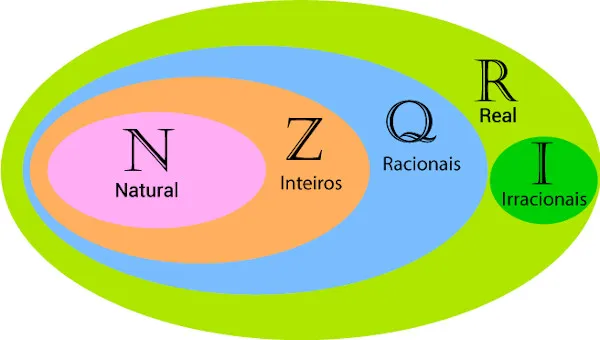 N
Natural
Z
Inteiros
Q
Racionais
R
Real
I
Irracionais